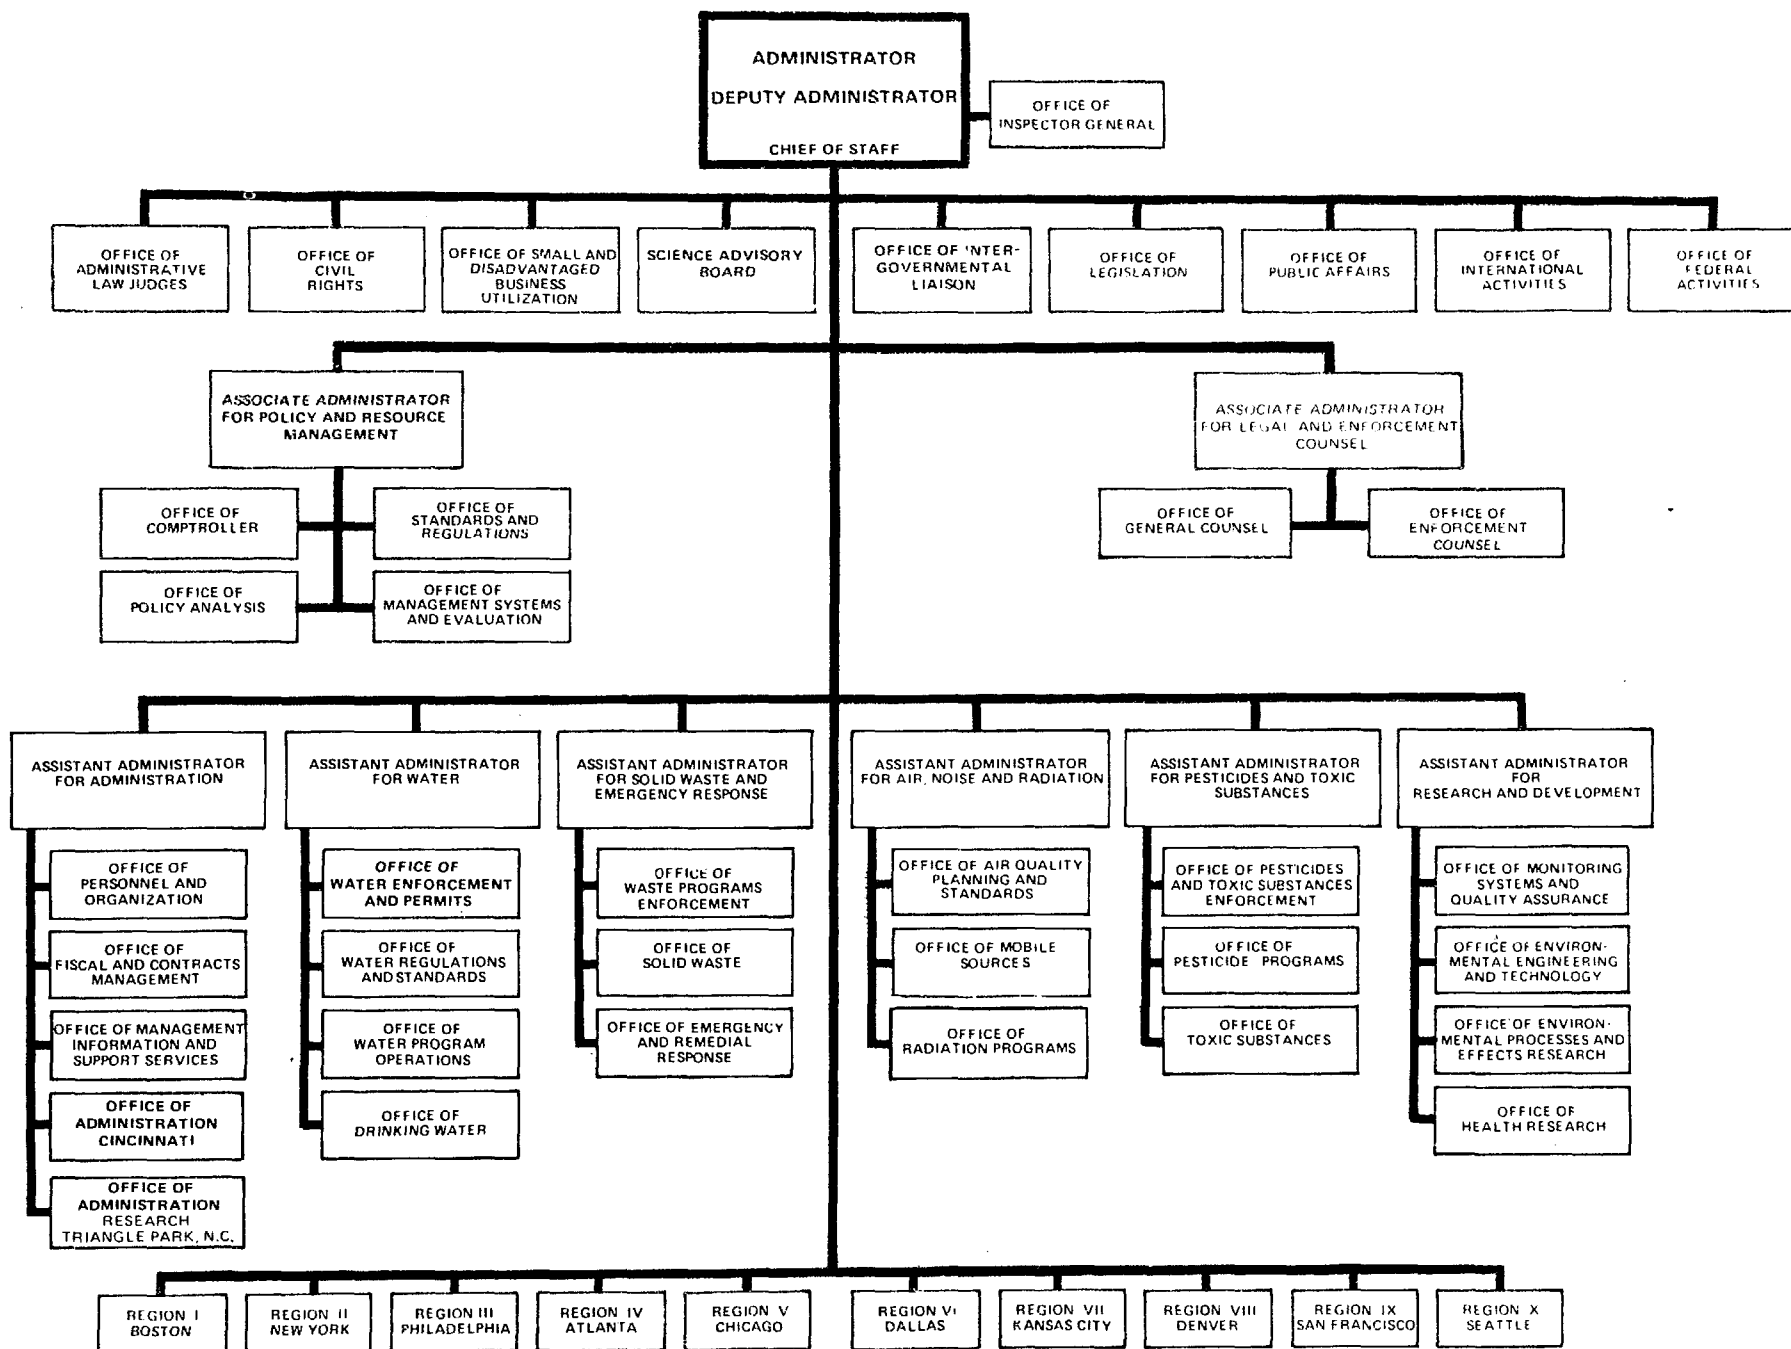 ADMINISTRATOR
DEPUTY ADMINISTRATOR
CHIEF OF STAFF
OFFICE OF
INSPECTOR GENERAL
OFFICE OF
ADMINISTRATIVE
LAW JUDGES
OFFICE OF
CIVIL
RIGHTS
OFFICE OF SMALL AND
DISADVANTAGED
BUSINESS
UTILIZATION
SCIENCE ADVISORY
BOARD
OFFICE OF INTER-
GOVERNMENTAL
LIAISON
OFFICE OF
LEGISLATION
OFFICE OF
PUBLIC AFFAIRS
OFFICE OF
INTERNATIONAL
ACTIVITIES
OFFICE OF
FEDERAL
ACTIVITIES
ASSOCIATE ADMINISTRATOR
FOR POLICY AND RESOURCE
MANAGEMENT
ASSOCIATE ADMINISTRATOR
FOR LEGAL AND ENFORCEMENT
COUNSEL
OFFICE OF
COMPTROLLER
OFFICE OF
STANDARDS AND
REGULATIONS
OFFICE OF
POLICY ANALYSIS
OFFICE OF
MANAGEMENT SYSTEMS
AND EVALUATION
OFFICE OF
GENERAL COUNSEL
OFFICE OF
ENFORCEMENT
COUNSEL
ASSISTANT ADMINISTRATOR
FOR ADMINISTRATION
OFFICE OF
PERSONNEL AND
ORGANIZATION
OFFICE OF
FISCAL AND CONTRACTS
MANAGEMENT
OFFICE OF MANAGEMENT
INFORMATION AND
SUPPORT SERVICES
OFFICE OF
ADMINISTRATION
CINCINNATI
OFFICE OF
ADMINISTRATION
RESEARCH
TRIANGLE PARK, N.C.
ASSISTANT ADMINISTRATOR
FOR WATER
OFFICE OF
WATER ENFORCEMENT
AND PERMITS
OFFICE OF
WATER REGULATIONS
AND STANDARDS
OFFICE OF
WATER PROGRAM
OPERATIONS
OFFICE OF
DRINKING WATER
ASSISTANT ADMINISTRATOR
FOR SOLID WASTE AND
EMERGENCY RESPONSE
OFFICE OF
WASTE PROGRAMS
ENFORCEMENT
OFFICE OF
SOLID WASTE
OFFICE OF EMERGENCY
AND REMEDIAL
RESPONSE
ASSISTANT ADMINISTRATOR
FOR AIR, NOISE AND RADIATION
OFFICE OF AIR QUALITY
PLANNING AND
STANDARDS
OFFICE OF MOBILE
SOURCES
OFFICE OF
RADIATION PROGRAMS
ASSISTANT ADMINISTRATOR
FOR PESTICIDES AND TOXIC
SUBSTANCES
OFFICE OF PESTICIDES
AND TOXIC SUBSTANCES
ENFORCEMENT
OFFICE OF
PESTICIDE PROGRAMS
OFFICE OF
TOXIC SUBSTANCES
ASSISTANT ADMINISTRATOR
FOR
RESEARCH AND DEVELOPMENT
OFFICE OF MONITORING
SYSTEMS AND
QUALITY ASSURANCE
OFFICE OF ENVIRON-
MENTAL ENGINEERING
AND TECHNOLOGY
OFFICE OF ENVIRON-
MENTAL PROCESSES AND
EFFECTS RESEARCH
OFFICE OF
HEALTH RESEARCH
REGION I
BOSTON
REGION II
NEW YORK
REGION III
PHILADELPHIA
REGION IV
ATLANTA
REGION V
CHICAGO
REGION VI
DALLAS
REGION VII
KANSAS CITY
REGION VIII
DENVER
REGION IX
SAN FRANCISCO
REGION X
SEATTLE